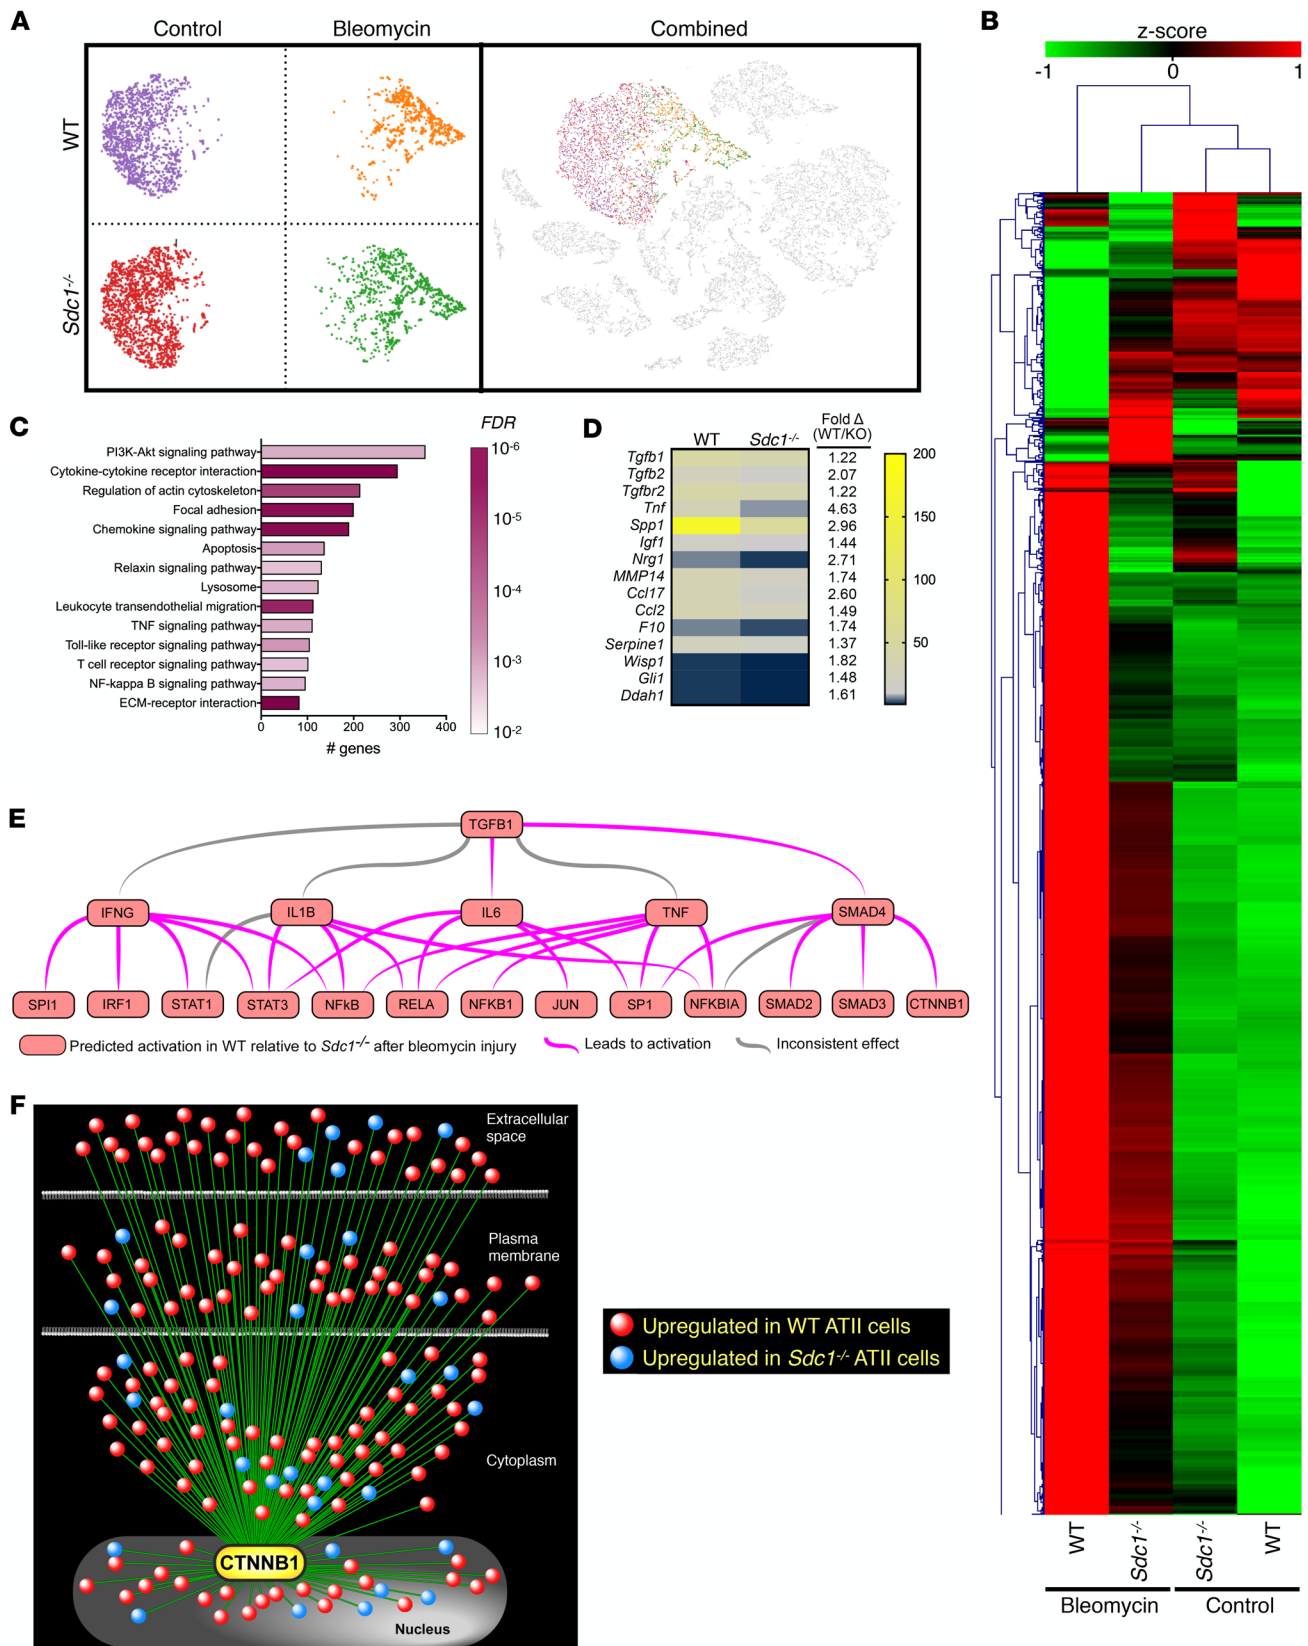 A
Control
Bleomycin
Combined
WT
Sdc1-/-
B
z-score
-1
0
1
WT
Sdc1-/-
Sdc1-/-
WT
Bleomycin
Control
C
FDR
PI3K-Akt signaling pathway
Cytokine-cytokine receptor interaction
Regulation of actin cytoskeleton
Focal adhesion
Chemokine signaling pathway
Apoptosis
Relaxin signaling pathway
Lysosome
Leukocyte transendothelial migration
TNF signaling pathway
Toll-like receptor signaling pathway
T cell receptor signaling pathway
NF-kappa B signaling pathway
ECM-receptor interaction
0 100 200 300 400
# genes
10-6
10-5
10-4
10-3
10-2
D
WT
Sdc1-/-
Fold Δ
(WT/KO)
Tgfb1 1.22
Tgfb2 2.07
Tgfbr2 1.22
Tnf 4.63
Spp1 2.96
Igf1 1.44
Nrg1 2.71
MMP14 1.74
Ccl17 2.60
Ccl2 1.49
F10 1.74
Serpine1 1.37
Wisp1 1.82
Gli1 1.48
Ddah1 1.61
200
150
100
50
E
TGFB1
IFNG IL1B IL6 TNF SMAD4
SPI1 IRF1 STAT1 STAT3 NFkB RELA NFKB1 JUN SP1 NFKBIA SMAD2 SMAD3 CTNNB1
Predicted activation in WT relative to Sdc1-/- after bleomycin injury
Leads to activation
Inconsistent effect
F
Extracellular
space
Plasma
membrane
Cytoplasm
CTNNB1
Nucleus
Upregulated in WT ATII cells
Upregulated in Sdc1-/- ATII cells